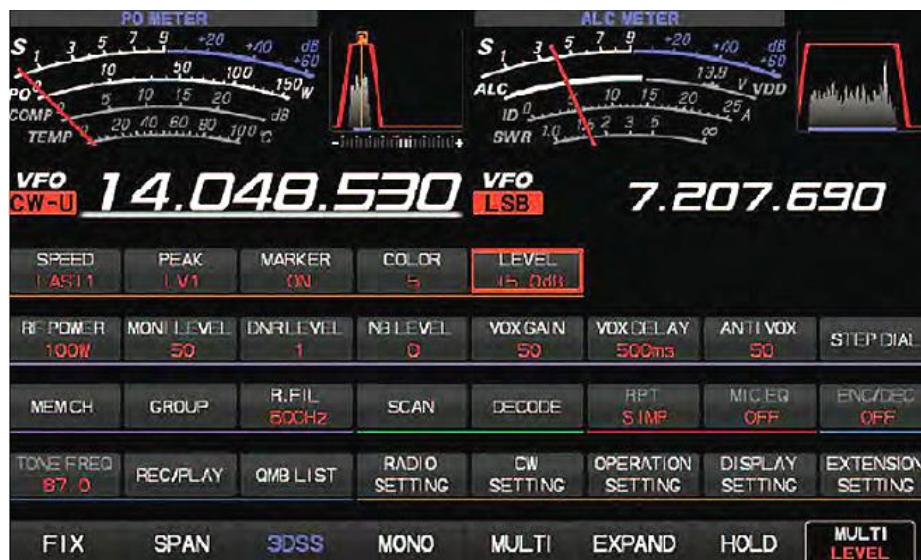 PO METER ALC METER
S 1 3 5 7 9 +20 +40 +60 dB
PO 0 10 50 100 150 W
COMP 0 5 10 15 20 dB
TEMP 0 20 40 60 80 100 °C
S 1 3 5 7 9 +20 +40 +60 dB
ALC 13.8 V VDD
ID 0 5 10 15 20 25 A
SWR 1.0 1.5 2 3 5 ∞
VFO CW-U 14.048.530 VFO LSB 7.207.690
SPEED PEAK MARKER COLOR LEVEL
FAST1 LV1 ON 5
RF POWER MONI LEVEL DNR LEVEL NB LEVEL VOX GAIN VOX DELAY ANTI VOX STEP DIAL
100W 50 1 0 50 500ms 50
MEM CH GROUP R.FIL SCAN DECODE RPT MIC EQ ENC/DEC
600Hz SIMP OFF OFF
TONE FREQ REC/PLAY QMB LIST RADIO SETTING CW SETTING OPERATION SETTING DISPLAY SETTING EXTENSION SETTING
FIX SPAN 3DSS MONO MULTI EXPAND HOLD MULTI
LEVEL